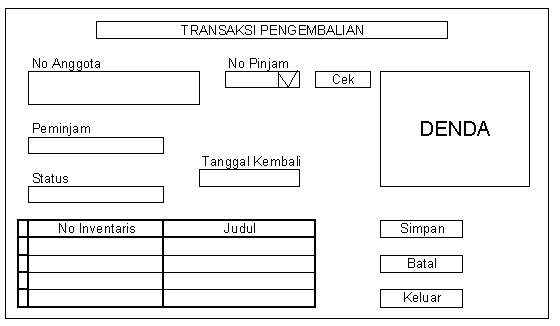 TRANSAKSI PENGEMBALIAN
No Anggota
No Pinjam
Cek
DENDA
Peminjam
Tanggal Kembali
Status
No Inventaris
Judul
Simpan
Batal
Keluar